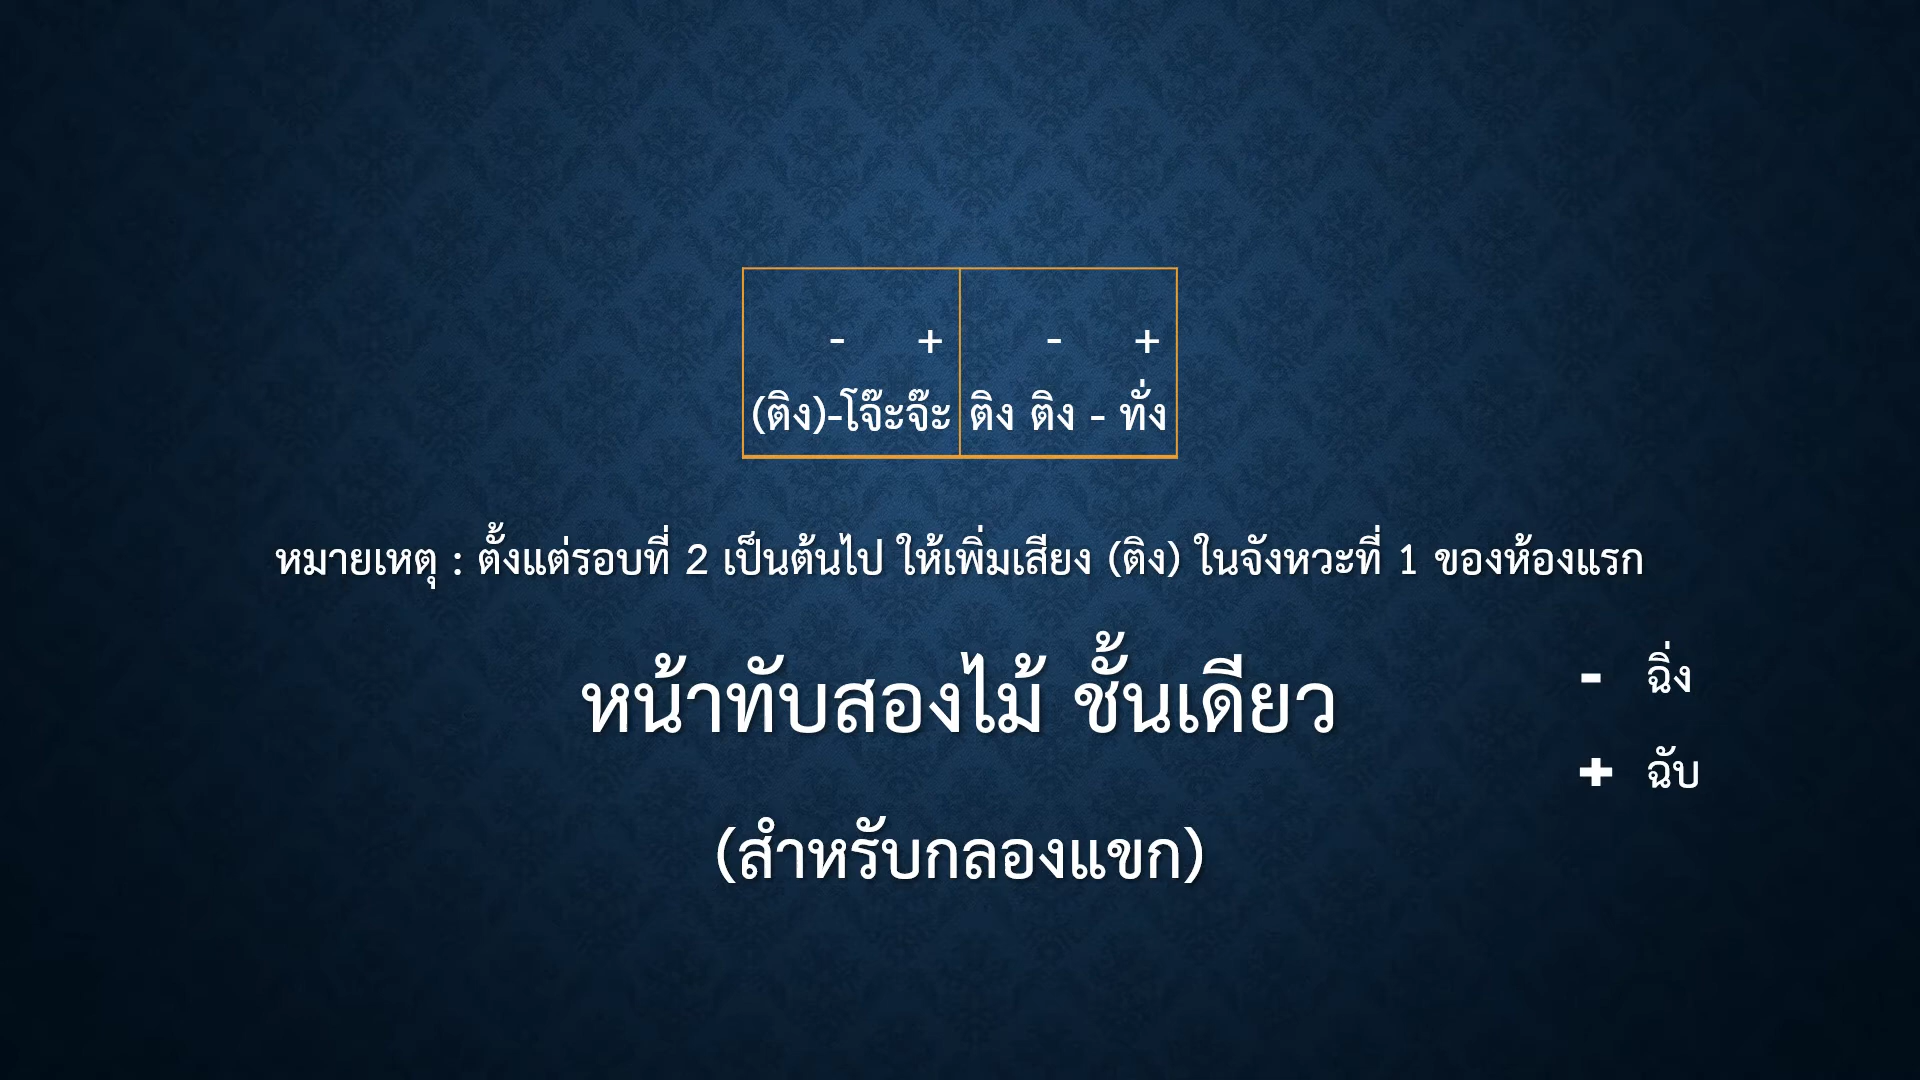 - + - +
(ติง)-โจ๊ะจ๊ะ ติง ติง - ทั่ง
หมายเหตุ : ตั้งแต่รอบที่ 2 เป็นต้นไป ให้เพิ่มเสียง (ติง) ในจังหวะที่ 1 ของห้องแรก
หน้าทับสองไม้ ชั้นเดียว
(สำหรับกลองแขก)
- ฉิ่ง
+ ฉับ